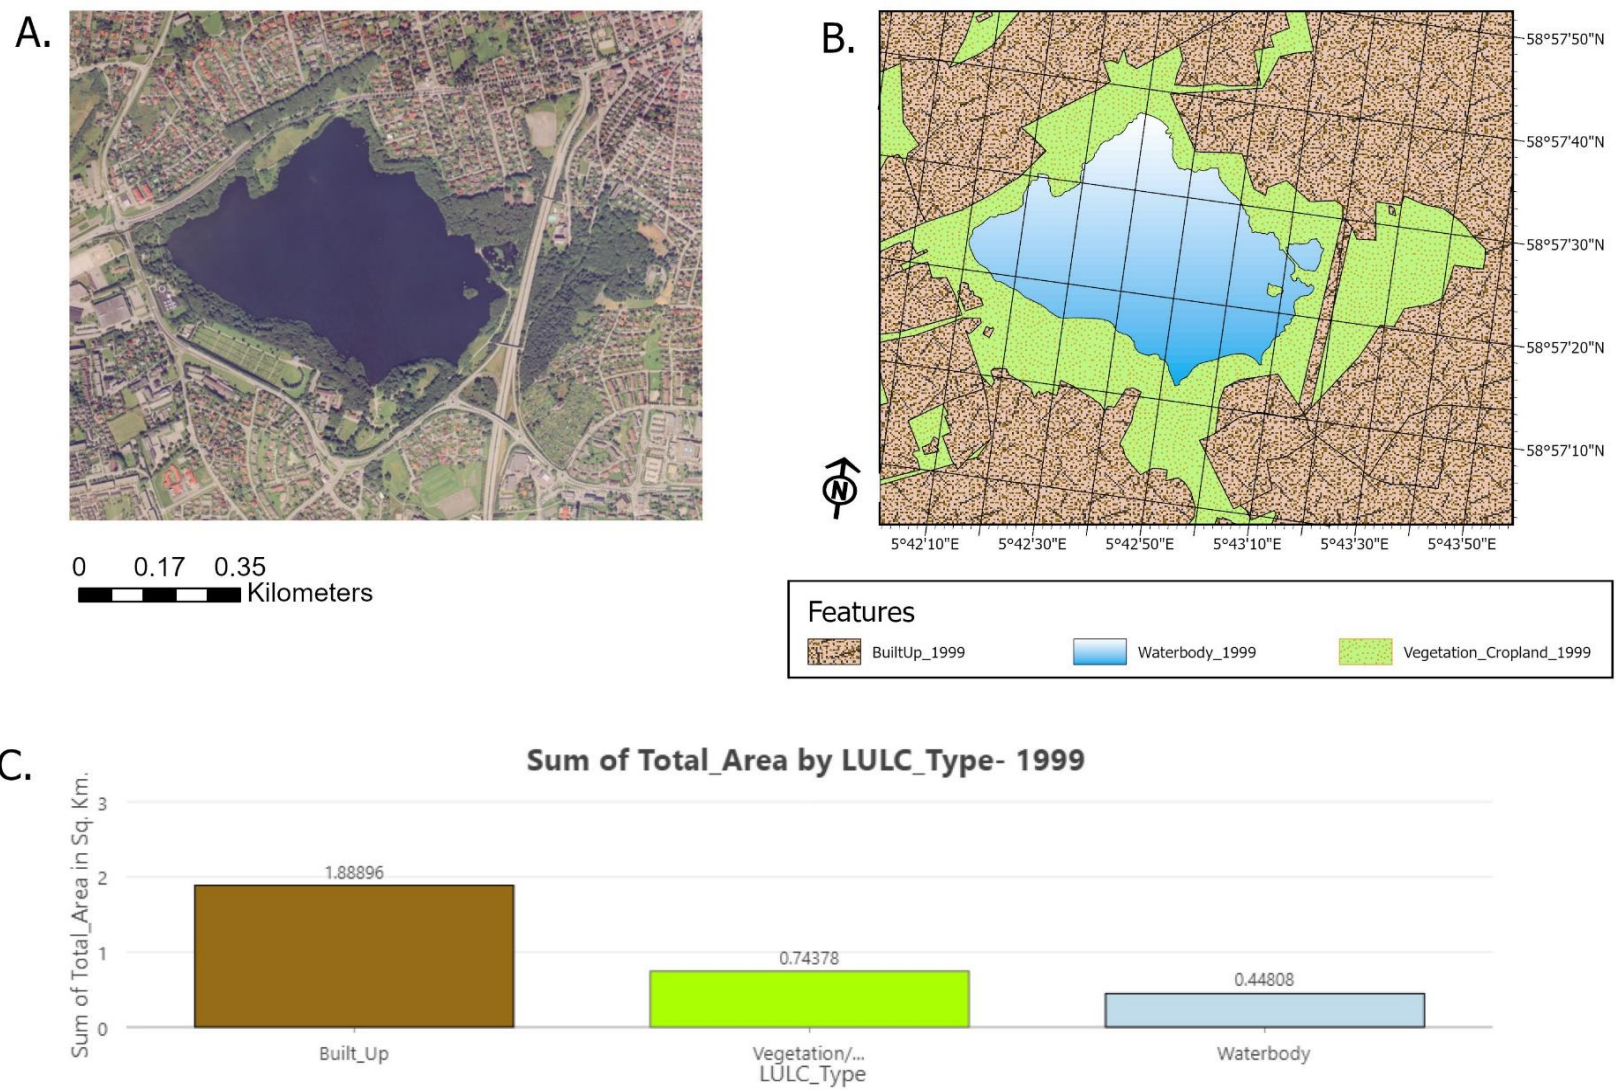 A.
B.
58°57'50"N
58°57'40"N
58°57'30"N
58°57'20"N
58°57'10"N
N
5°42'10"E 5°42'30"E 5°42'50"E 5°43'10"E 5°43'30"E 5°43'50"E
0 0.17 0.35
Kilometers
Features
BuiltUp_1999 Waterbody_1999 Vegetation_Cropland_1999
C.
Sum of Total_Area by LULC_Type- 1999
Sum of Total_Area in Sq. Km.
3
2
1
0
1.88896
0.74378
0.44808
Built_Up Vegetation/... Waterbody
LULC_Type